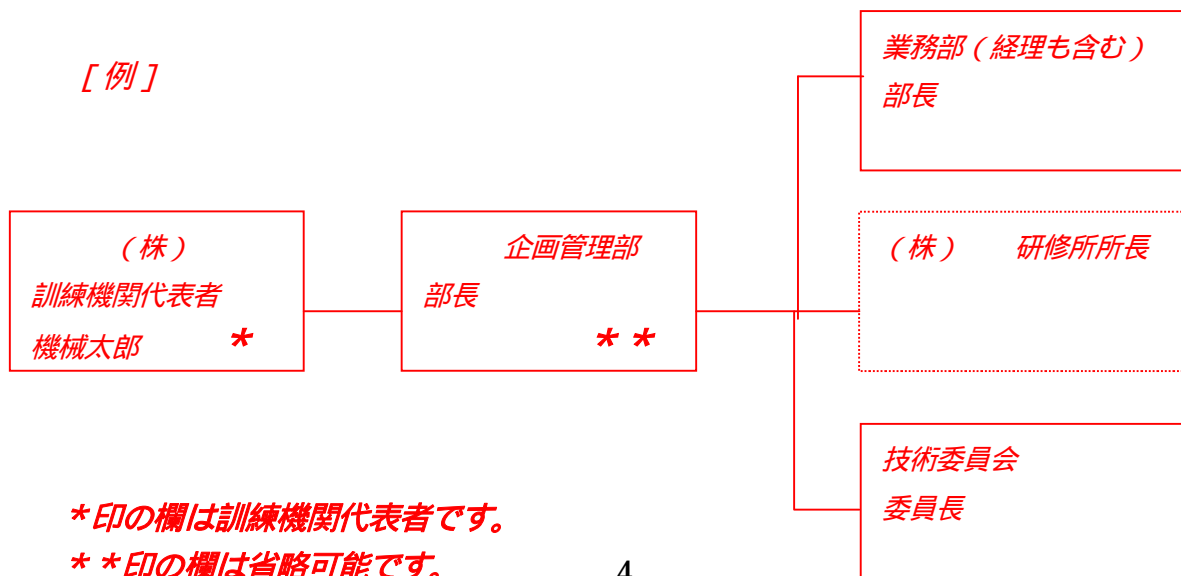 [例]
業務部(経理も含む)
部長
(株)
訓練機関代表者
機械太郎 *
企画管理部
部長
**
(株) 研修所所長
技術委員会
委員長
*印の欄は訓練機関代表者です。
**印の欄は省略可能です。
4